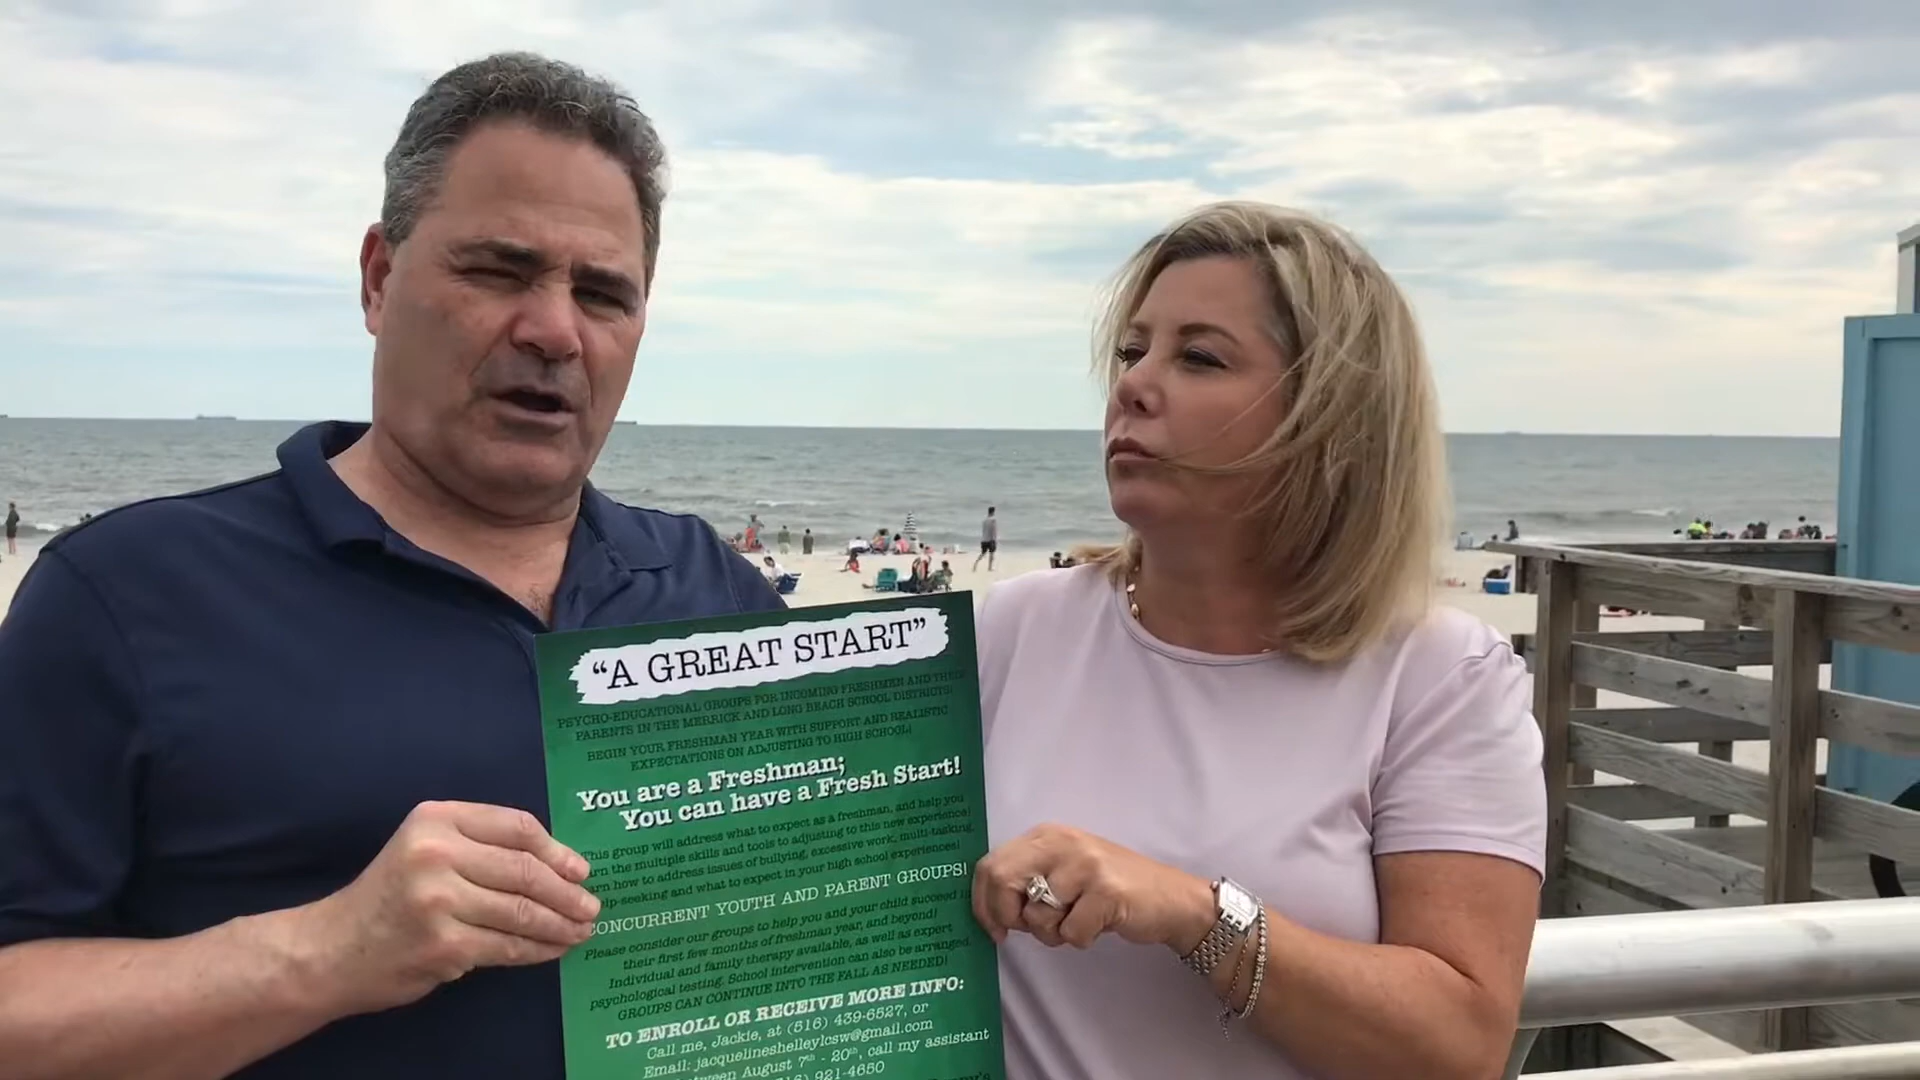 “A GREAT START”
PSYCHO-EDUCATIONAL GROUPS FOR INCOMING FRESHMEN AND THEIR
PARENTS IN THE MERRICK AND LONG BEACH SCHOOL DISTRICTS!
BEGIN YOUR FRESHMAN YEAR WITH SUPPORT AND REALISTIC
EXPECTATIONS ON ADJUSTING TO HIGH SCHOOL!
You are a Freshman;
You can have a Fresh Start!
This group will address what to expect as a freshman, and help you
the multiple skills and tools to adjusting to this new experience!
how to address issues of bullying, excessive work, multi-tasking,
and what to expect in your high school experiences!
CONCURRENT YOUTH AND PARENT GROUPS!
Please consider our groups to help you and your child succeed in
their first few months of freshman year, and beyond!
Individual and family therapy available, as well as expert
psychological testing. School intervention can also be arranged.
GROUPS CAN CONTINUE INTO THE FALL AS NEEDED!
TO ENROLL OR RECEIVE MORE INFO:
Call me, Jackie, at (516) 439-6527, or
Email: jacquelineshelleylcsw@gmail.com
August 7th - 20th, call my assistant
921-4650